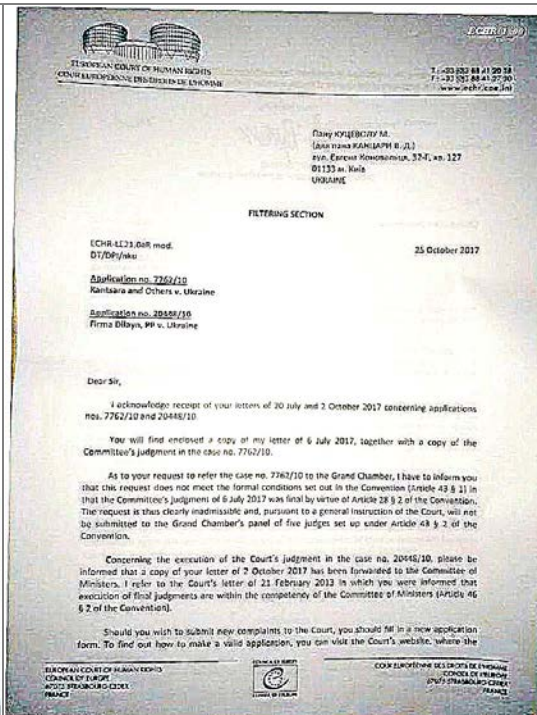 EUROPEAN COURT OF HUMAN RIGHTS
COUR EUROPÉENNE DES DROITS DE L'HOMME
www.echr.coe.int
Пану КУЦЕВОЛУ М.
(для пана КАНЦАРИ В. Д.)
вул. Євгена Коновальця, 32-Г, кв. 127
01133 м. Київ
UKRAINE
FILTERING SECTION
DT/DPI/nku
25 October 2017
Application no. 7762/10
Kantsara and Others v. Ukraine
Application no. 20448/10
Firma Dilayn, PP v. Ukraine
Dear Sir,
I acknowledge receipt of your letters of 20 July and 2 October 2017 concerning applications
nos. 7762/10 and 20448/10.
You will find enclosed a copy of my letter of 6 July 2017, together with a copy of the
Committee's judgment in the case no. 7762/10.
As to your request to refer the case no. 7762/10 to the Grand Chamber, I have to inform you
that this request does not meet the formal conditions set out in the Convention (Article 43 § 1) in
that the Committee's judgment of 6 July 2017 was final by virtue of Article 28 § 2 of the Convention.
The request is thus clearly inadmissible and, pursuant to a general instruction of the Court, will not
be submitted to the Grand Chamber's panel of five judges set up under Article 43 § 2 of the
Convention.
Concerning the execution of the Court's judgment in the case no. 20448/10, please be
informed that a copy of your letter of 2 October 2017 has been forwarded to the Committee of
Ministers. I refer to the Court's letter of 21 February 2013 in which you were informed that
execution of final judgments are within the competency of the Committee of Ministers (Article 46
§ 2 of the Convention).
Should you wish to submit new complaints to the Court, you should fill in a new application
form. To find out how to make a valid application, you can visit the Court's website, where the
EUROPEAN COURT OF HUMAN RIGHTS
COUNCIL OF EUROPE
67075 STRASBOURG CEDEX
FRANCE
COUR EUROPÉENNE DES DROITS DE L'HOMME
CONSEIL DE L'EUROPE
67075 STRASBOURG CEDEX
FRANCE